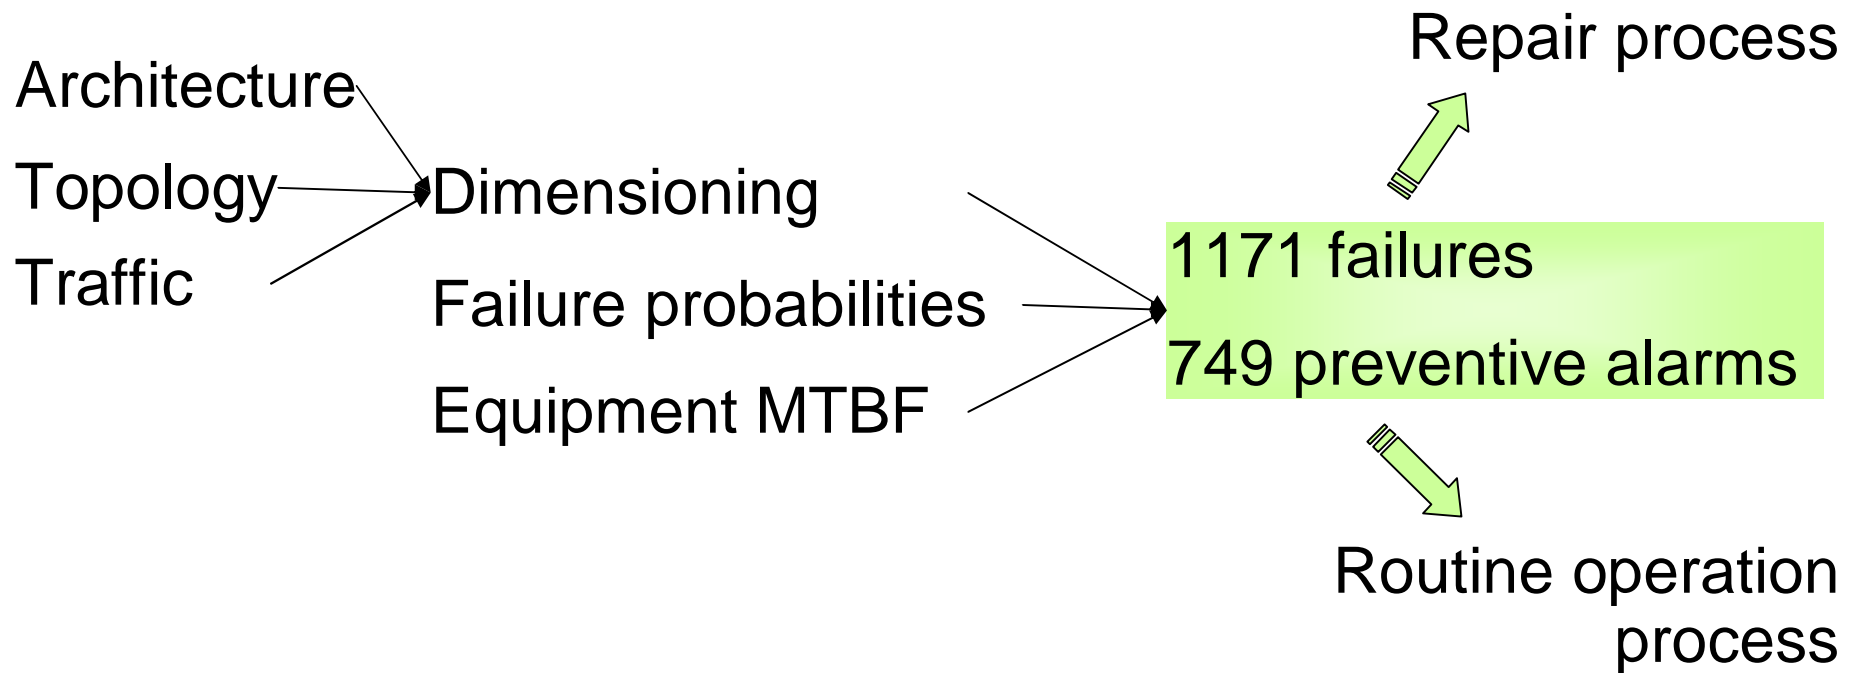 Architecture
Topology
Traffic
Dimensioning
Failure probabilities
Equipment MTBF
1171 failures
749 preventive alarms
Repair process
Routine operation
process